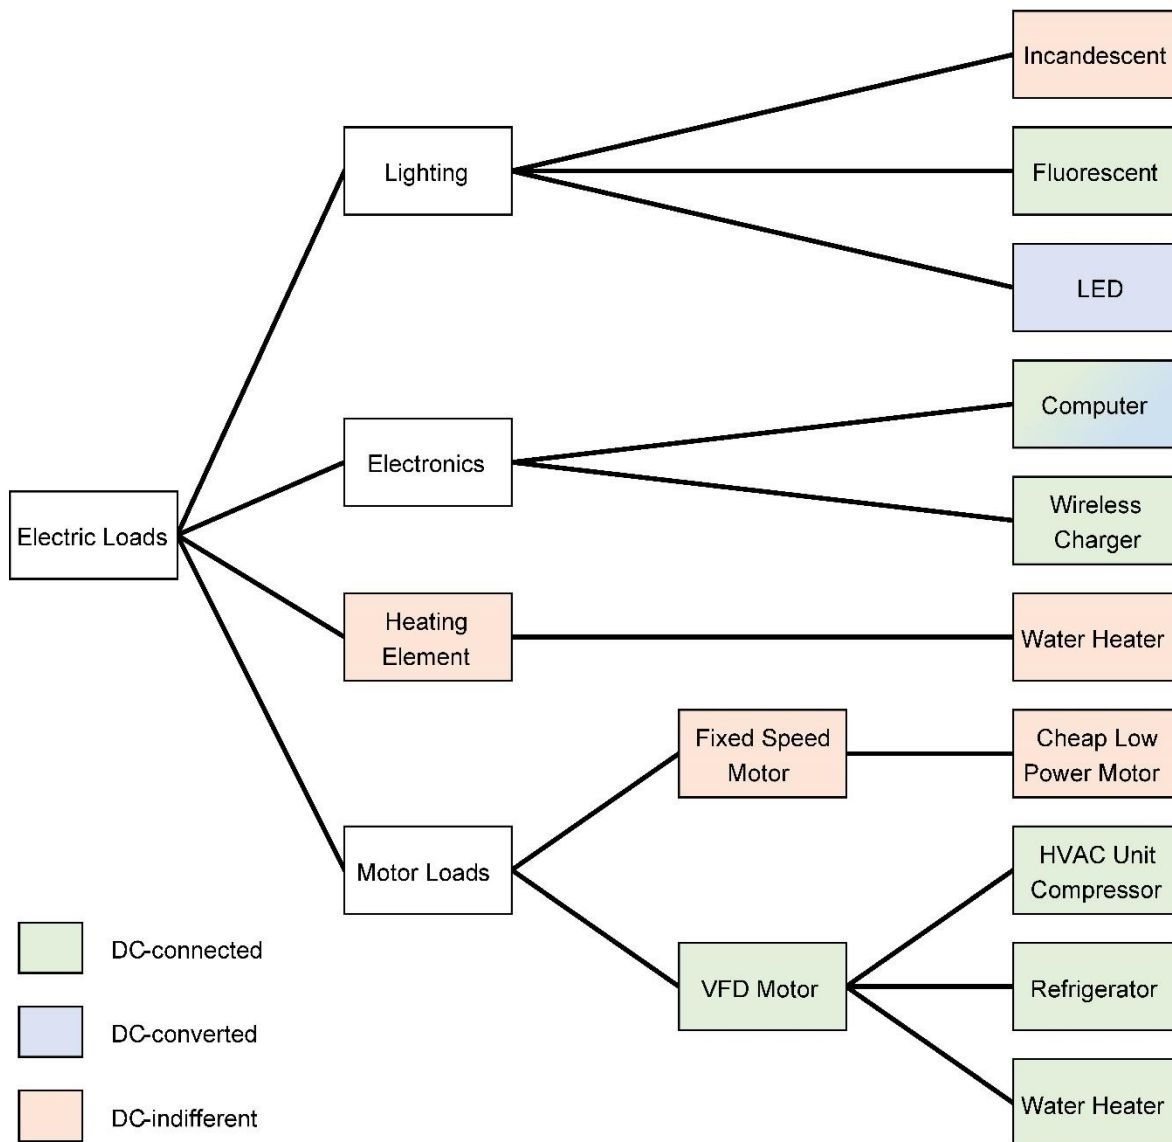 Incandescent
Lighting
Fluorescent
LED
Computer
Electronics
Wireless
Charger
Electric Loads
Heating
Element
Water Heater
Fixed Speed
Motor
Cheap Low
Power Motor
HVAC Unit
Compressor
Motor Loads
DC-connected
VFD Motor
Refrigerator
DC-converted
Water Heater
DC-indifferent